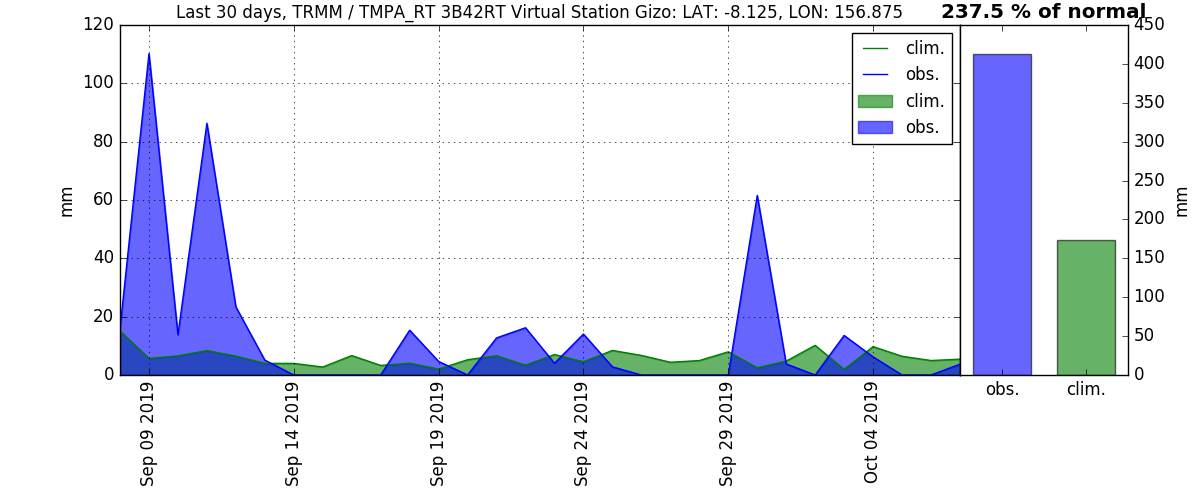 Last 30 days, TRMM / TMPA_RT 3B42RT Virtual Station Gizo: LAT: -8.125, LON: 156.875
237.5 % of normal
120
100
80
60
40
20
0
mm
clim.
obs.
clim.
obs.
450
400
350
300
250
200
150
100
50
0
mm
Sep 09 2019
Sep 14 2019
Sep 19 2019
Sep 24 2019
Sep 29 2019
Oct 04 2019
obs.
clim.